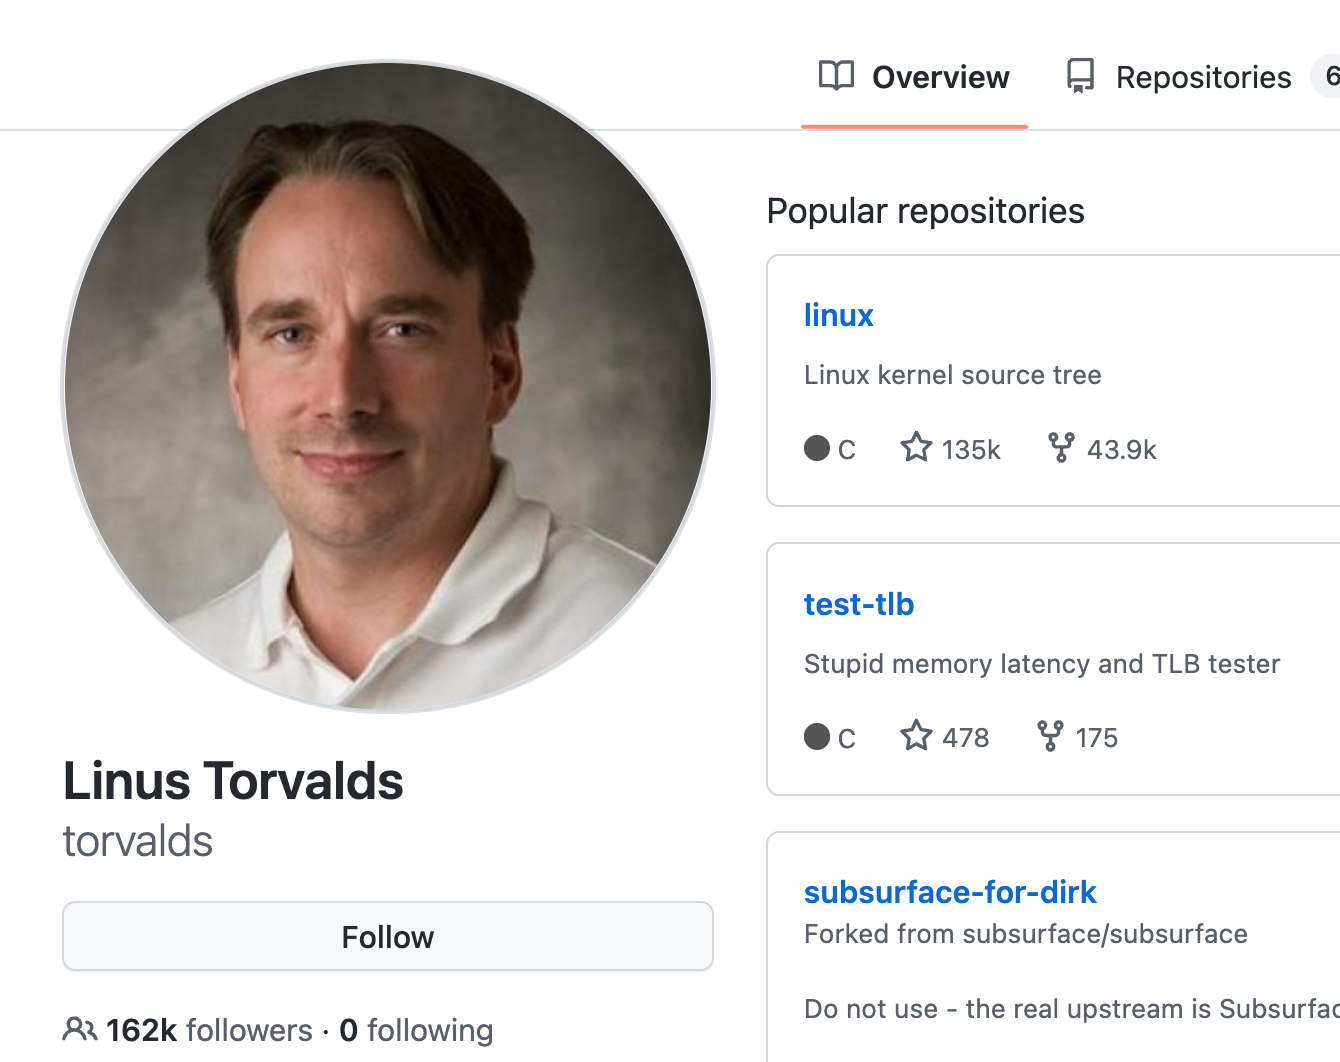 Overview
Repositories 6
Popular repositories
linux
Linux kernel source tree
C 135k 43.9k
test-tlb
Stupid memory latency and TLB tester
C 478 175
subsurface-for-dirk
Forked from subsurface/subsurface
Do not use - the real upstream is Subsurfac
Linus Torvalds
torvalds
Follow
162k followers · 0 following